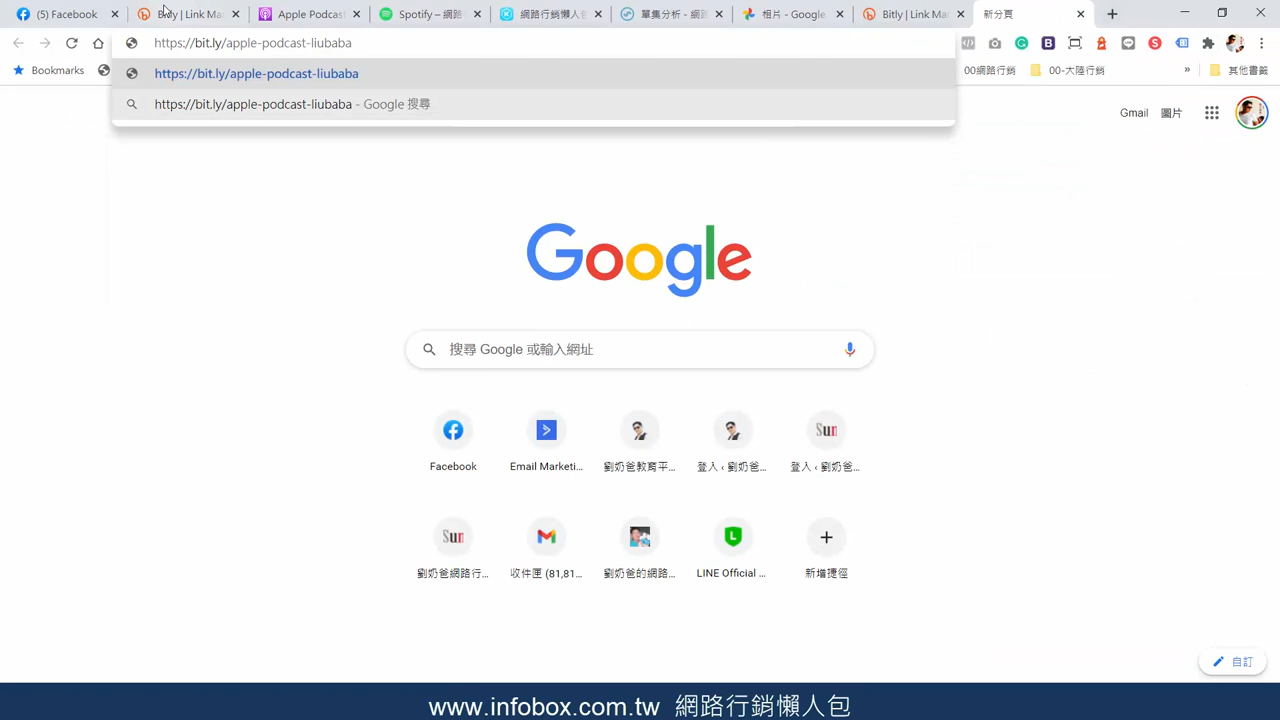 (5) Facebook
Bitly | Link Ma
Apple Podcas
Spotify – 網路
網路行銷懶人包
單集分析 - 網
相片 - Google
Bitly | Link Ma
新分頁
https://bit.ly/apple-podcast-liubaba
Bookmarks
https://bit.ly/apple-podcast-liubaba
https://bit.ly/apple-podcast-liubaba - Google 搜尋
00網路行銷
00-大陸行銷
»
其他書籤
Gmail
圖片
Google
搜尋 Google 或輸入網址
Facebook
Email Marketi...
劉奶爸教育平...
登入 ‹ 劉奶爸...
Sun
登入 ‹ 劉奶爸...
Sun
劉奶爸網路行...
收件匣 (81,81...
劉奶爸的網路...
L
LINE Official ...
新增捷徑
自訂
www.infobox.com.tw 網路行銷懶人包